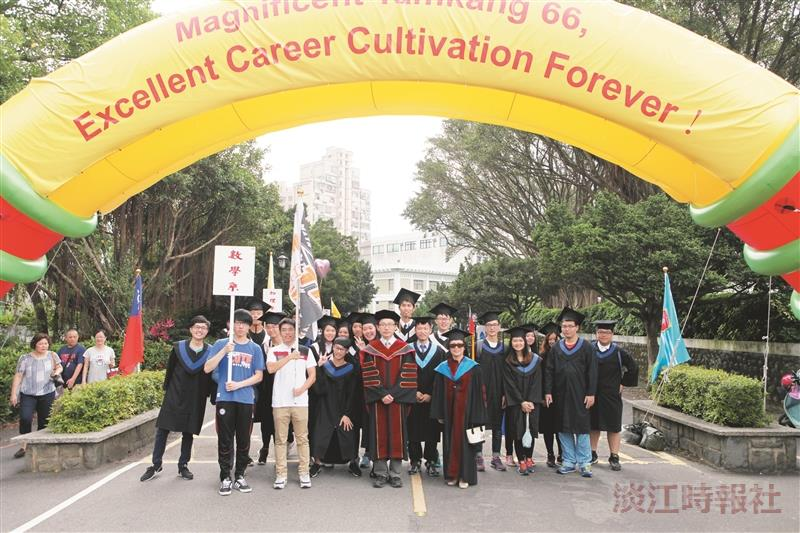 Magnificent Tamkang 66,
Excellent Career Cultivation Forever !
數學系
淡江時報社